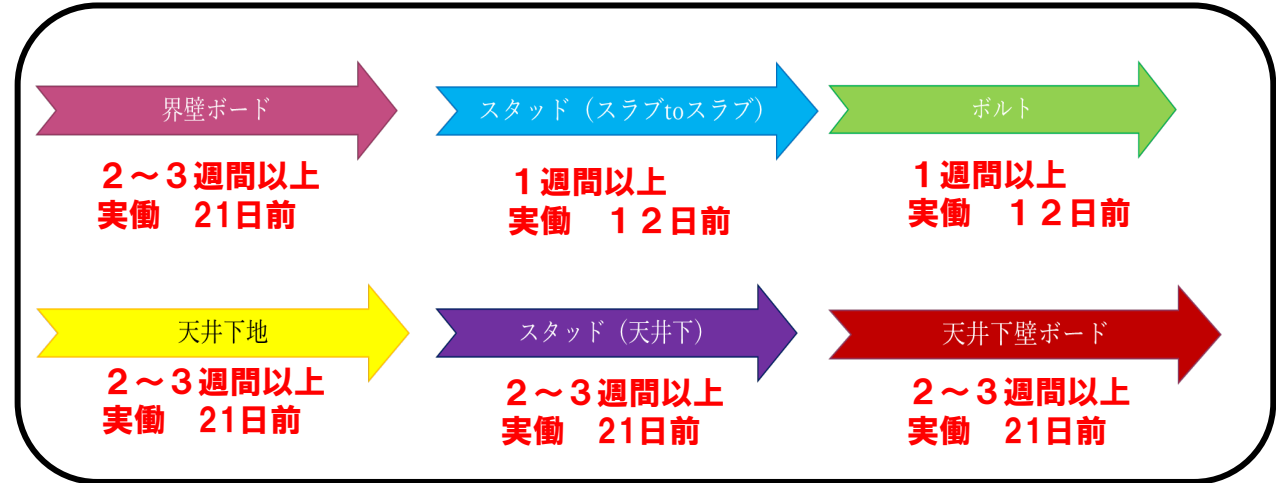 界壁ボード
２～３週間以上
実働　21日前
スタッド（スラブtoスラブ）
１週間以上
実働　１２日前
ボルト
１週間以上
実働　１２日前
天井下地
２～３週間以上
実働　21日前
スタッド（天井下）
２～３週間以上
実働　21日前
天井下壁ボード
２～３週間以上
実働　21日前